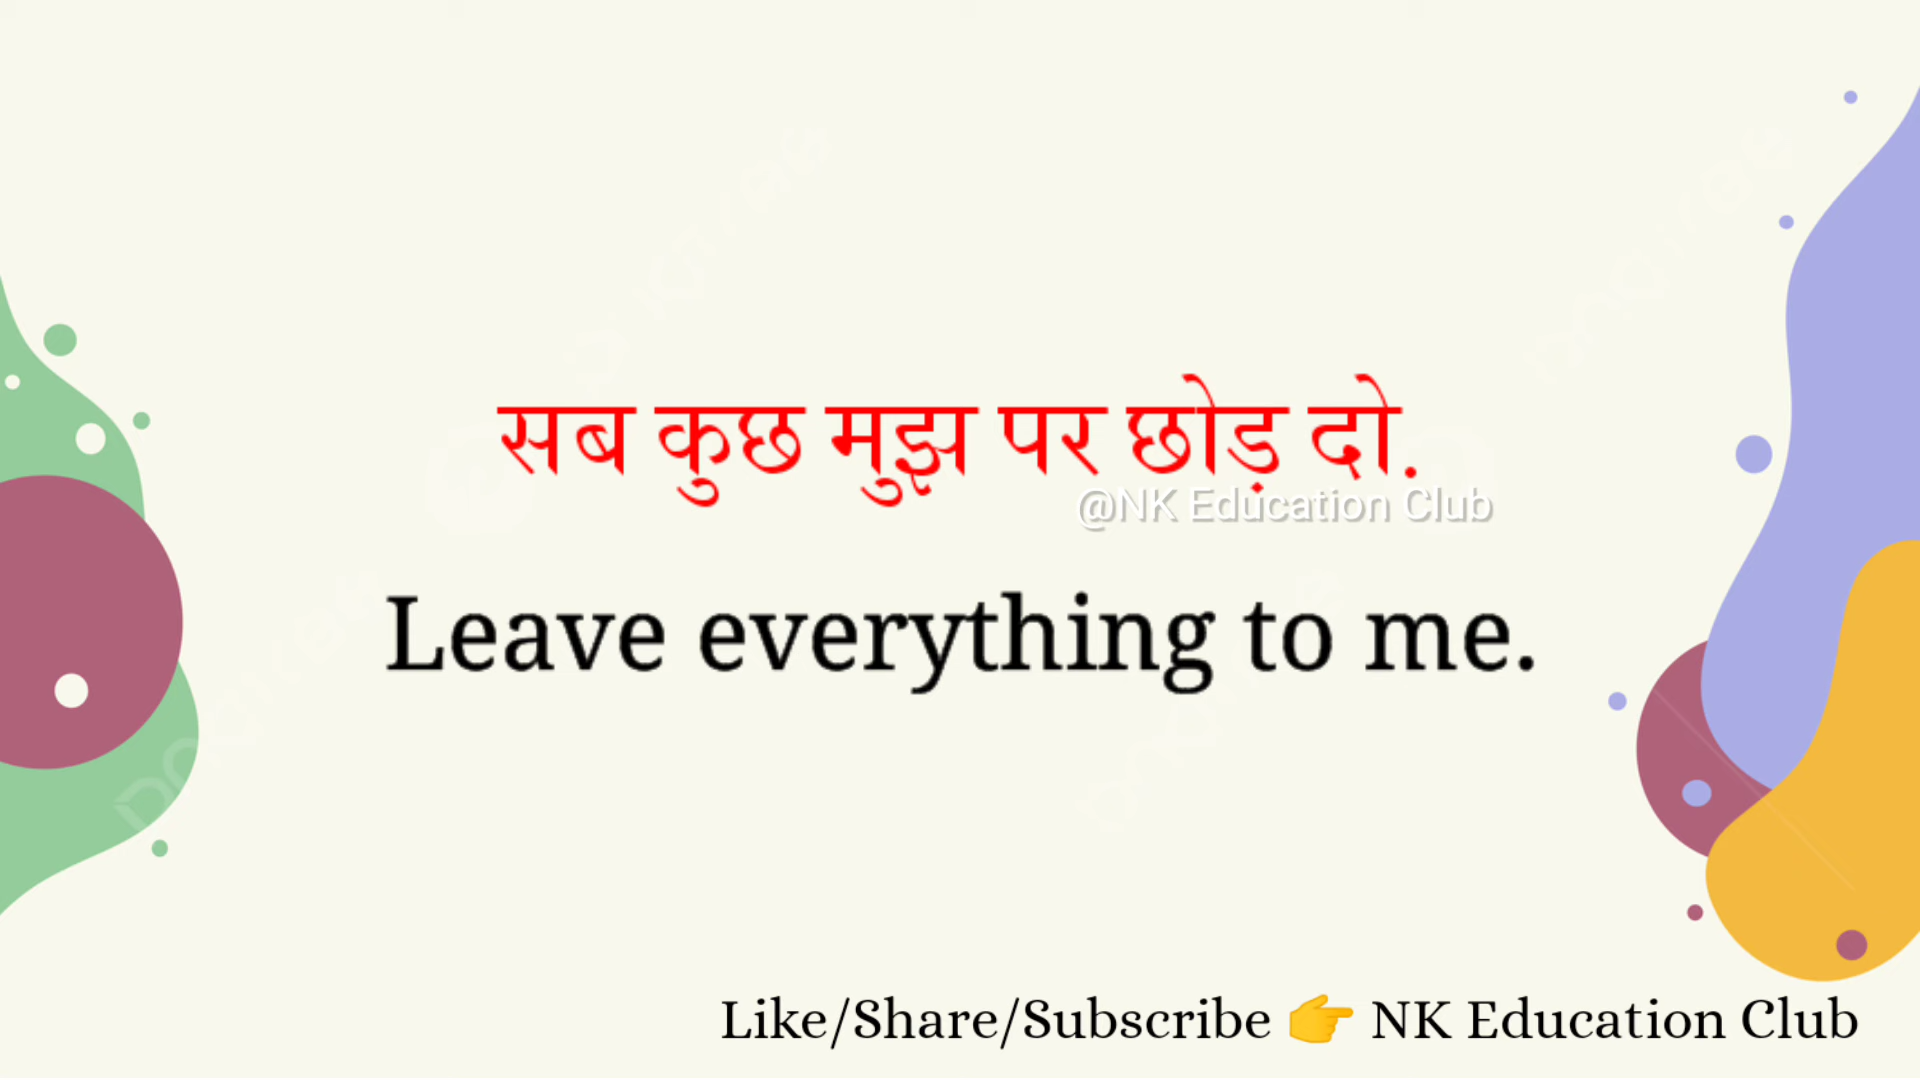 सब कुछ मुझ पर छोड़ दो.
@NK Education Club
Leave everything to me.
Like/Share/Subscribe 👉 NK Education Club